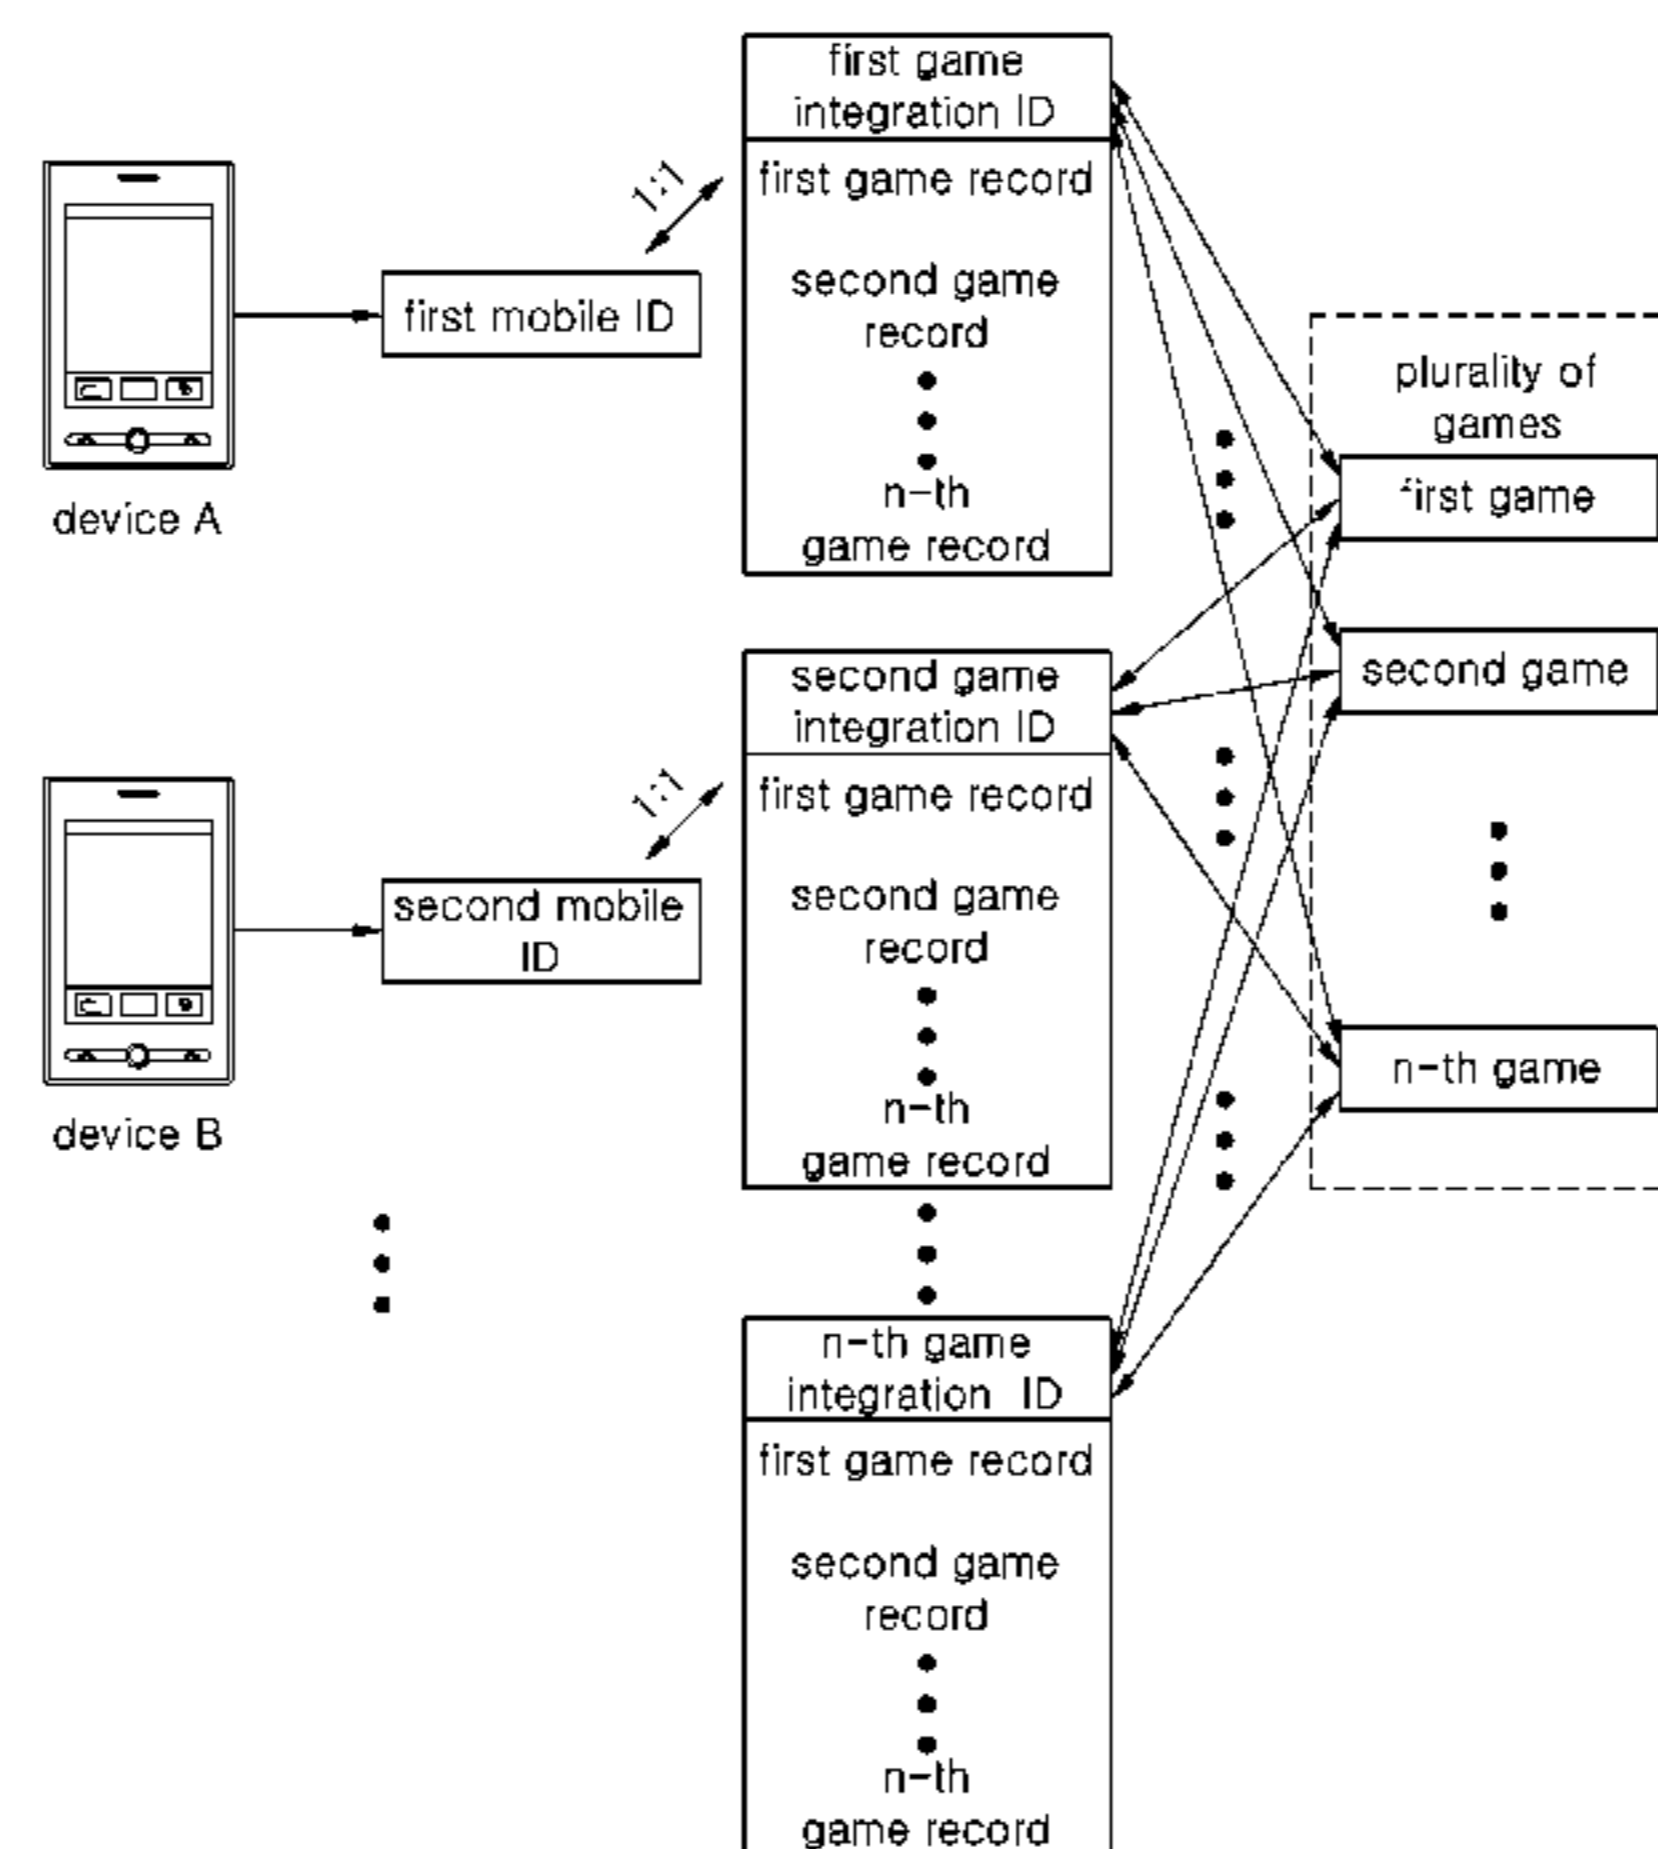 first game
integration ID
1:1
first game record
second game
record
first mobile ID
n-th
game record
device A
plurality of
games
first game
second game
n-th game
second game
integration ID
1:1
first game record
second game
record
second mobile
ID
n-th
game record
device B
n-th game
integration ID
first game record
second game
record
n-th
game record